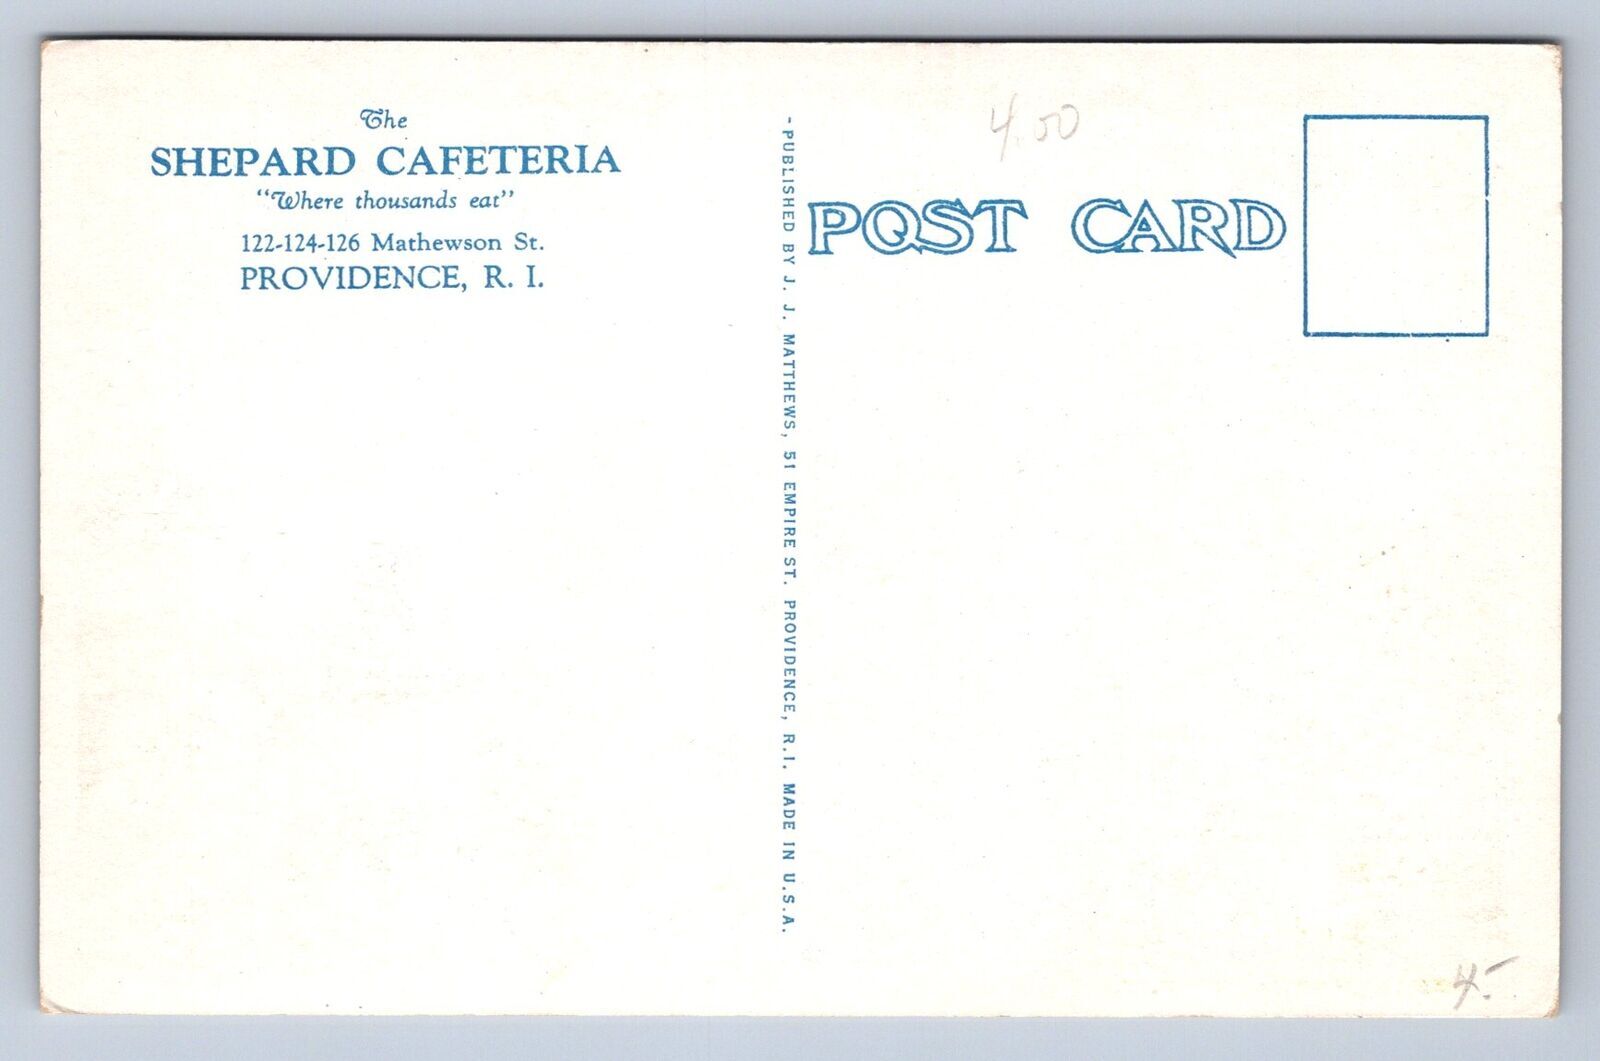 The
SHEPARD CAFETERIA
"Where thousands eat"
122-124-126 Mathewson St.
PROVIDENCE, R. I.
- PUBLISHED BY J. J. MATTHEWS, 51 EMPIRE ST. PROVIDENCE, R.I. MADE IN U.S.A.
4.00
POST CARD
4.-